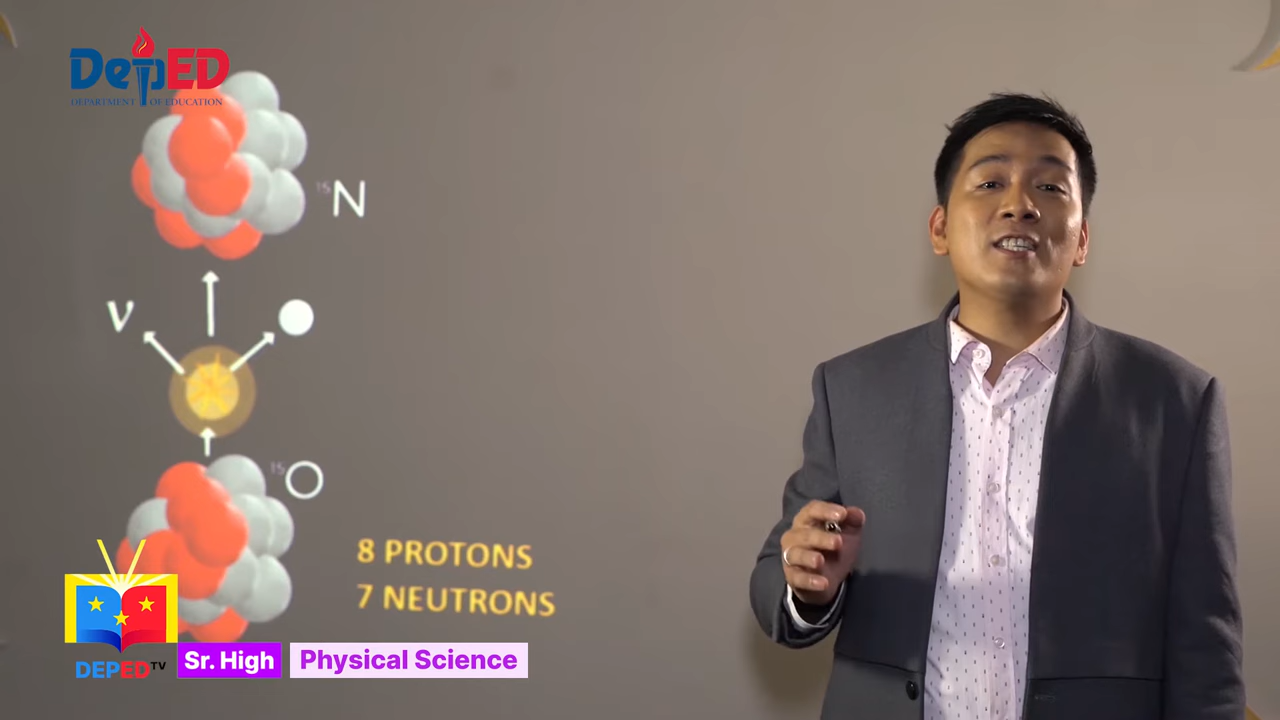 DepED
DEPARTMENT OF EDUCATION
¹⁵N
ν
¹⁵O
8 PROTONS
7 NEUTRONS
DEPED TV
Sr. High
Physical Science